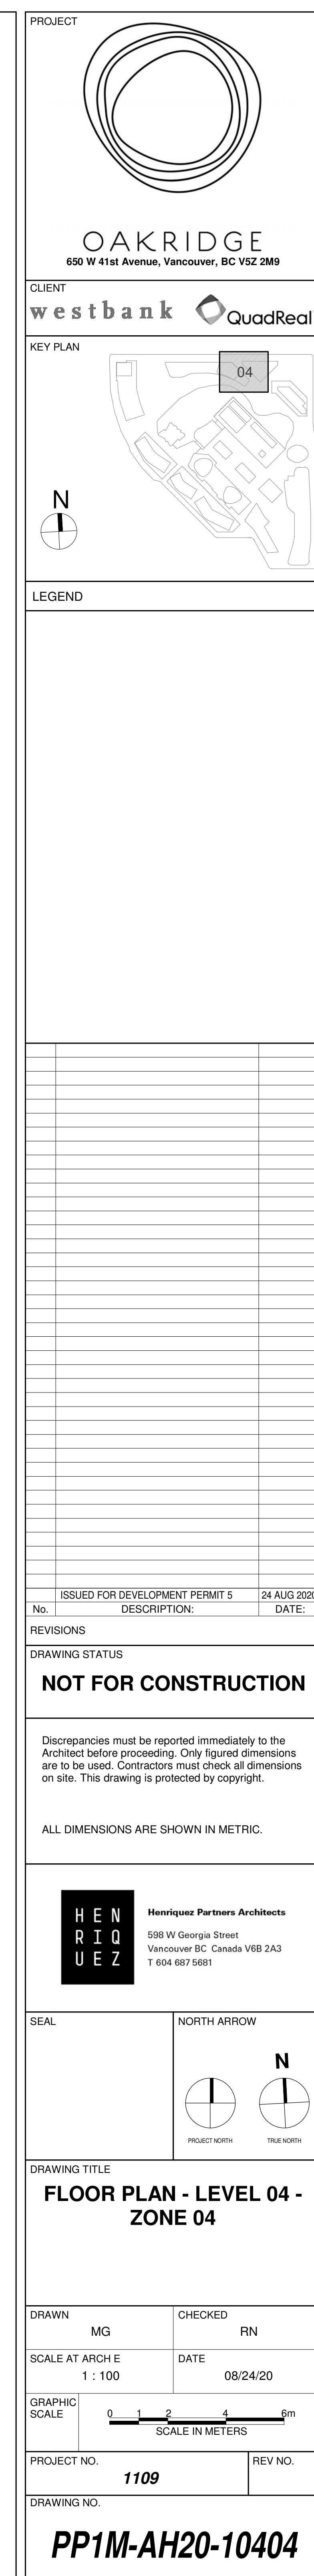 PROJECT
OAKRIDGE
650 W 41st Avenue, Vancouver, BC V5Z 2M9
CLIENT
westbank
QuadReal
KEY PLAN
04
N
LEGEND
ISSUED FOR DEVELOPMENT PERMIT 5 24 AUG 2020
No. DESCRIPTION: DATE:
REVISIONS
DRAWING STATUS
NOT FOR CONSTRUCTION
Discrepancies must be reported immediately to the
Architect before proceeding. Only figured dimensions
are to be used. Contractors must check all dimensions
on site. This drawing is protected by copyright.
ALL DIMENSIONS ARE SHOWN IN METRIC.
HEN
RIQ
UEZ
Henriquez Partners Architects
598 W Georgia Street
Vancouver BC Canada V6B 2A3
T 604 687 5681
SEAL
NORTH ARROW
N
PROJECT NORTH TRUE NORTH
DRAWING TITLE
FLOOR PLAN - LEVEL 04 -
ZONE 04
DRAWN CHECKED
MG RN
SCALE AT ARCH E DATE
1 : 100 08/24/20
GRAPHIC
SCALE
0 1 2 4 6m
SCALE IN METERS
PROJECT NO. REV NO.
1109
DRAWING NO.
PP1M-AH20-10404